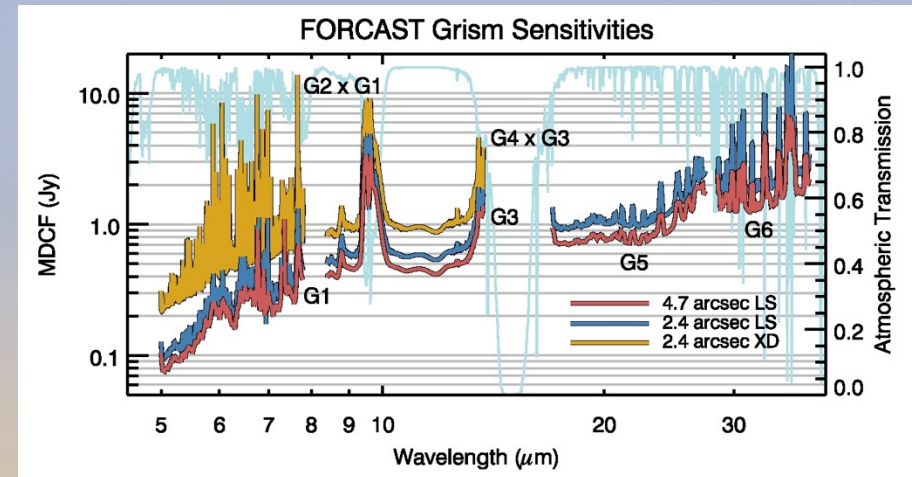 FORCAST Grism Sensitivities
G2 x G1
G4 x G3
G3
G1
G5
G6
4.7 arcsec LS
2.4 arcsec LS
2.4 arcsec XD
MDCF (Jy)
10.0
1.0
0.1
Atmospheric Transmission
1.0
0.8
0.6
0.4
0.2
0.0
5 6 7 8 9 10 20 30
Wavelength (μm)